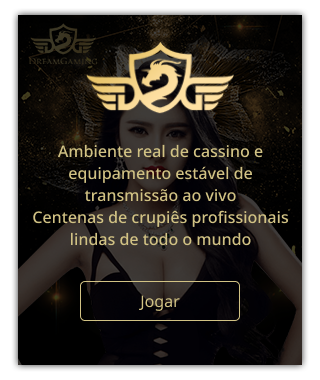 DREAMGAMING
DG
Ambiente real de cassino e
equipamento estável de
transmissão ao vivo
Centenas de crupiês profissionais
lindas de todo o mundo
Jogar